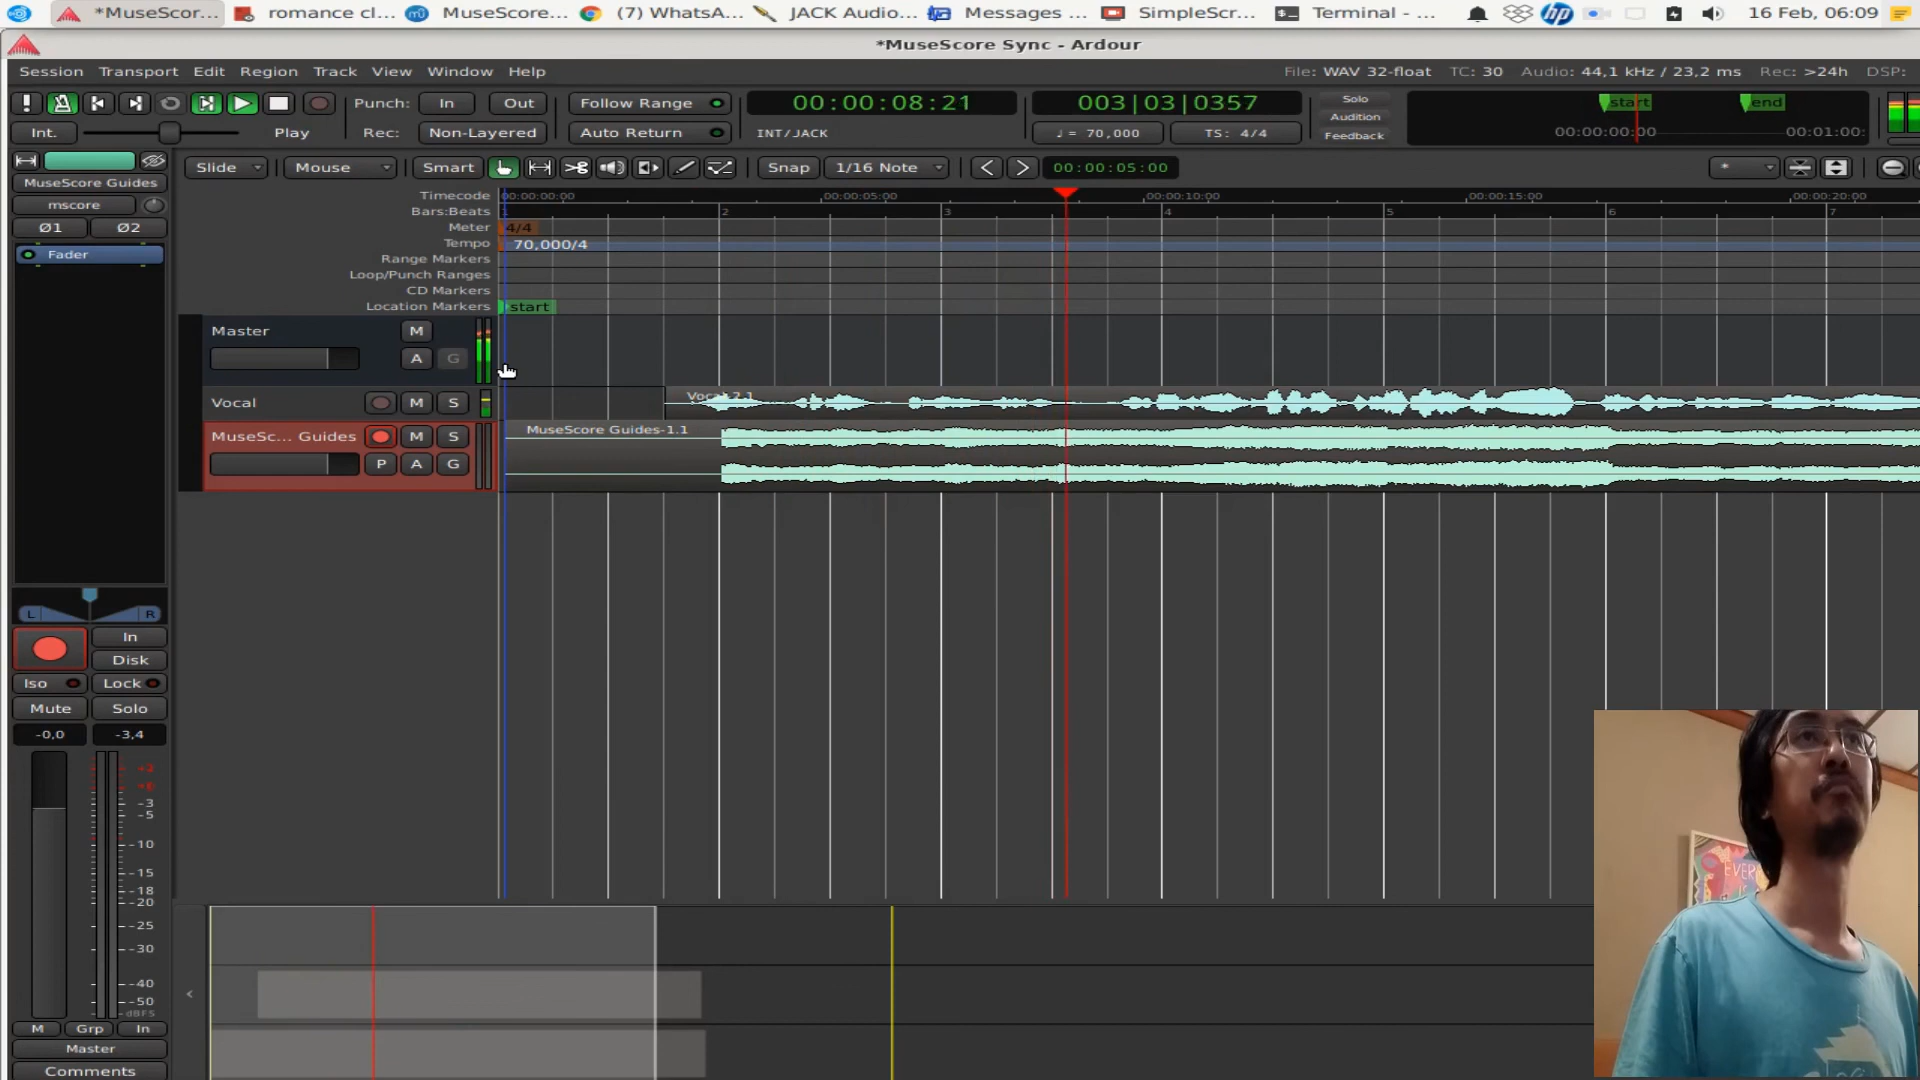 *MuseScor...
romance cl...
MuseScore...
(7) WhatsA...
JACK Audio...
Messages ...
SimpleScr...
Terminal - ...
16 Feb, 06:09
*MuseScore Sync - Ardour
Session Transport Edit Region Track View Window Help
File: WAV 32-float TC: 30 Audio: 44,1 kHz / 23,2 ms Rec: >24h DSP:
Punch: In Out Follow Range 00:00:08:21 003|03|0357
Solo
Audition
Feedback
start end
00:00:00:00 00:01:00:
Int. Play Rec: Non-Layered Auto Return INT/JACK ♩ = 70,000 TS: 4/4
Slide Mouse Smart Snap 1/16 Note 00:00:05:00 *
MuseScore Guides
mscore
Ø1 Ø2
Fader
Timecode 00:00:00:00 00:00:05:00 00:00:10:00 00:00:15:00 00:00:20
Bars:Beats 1 2 3 4 5 6 7
Meter 4/4
Tempo 70,000/4
Range Markers
Loop/Punch Ranges
CD Markers
Location Markers start
Master M
A G
Vocal M S Vocal-2.1
MuseSc... Guides M S MuseScore Guides-1.1
P A G
L R
In
Disk
Iso Lock
Mute Solo
-0,0 -3,4
-3
-5
-10
-15
-18
-20
-25
-30
-40
-50
dBFS
M Grp In
Master
Comments
EVER